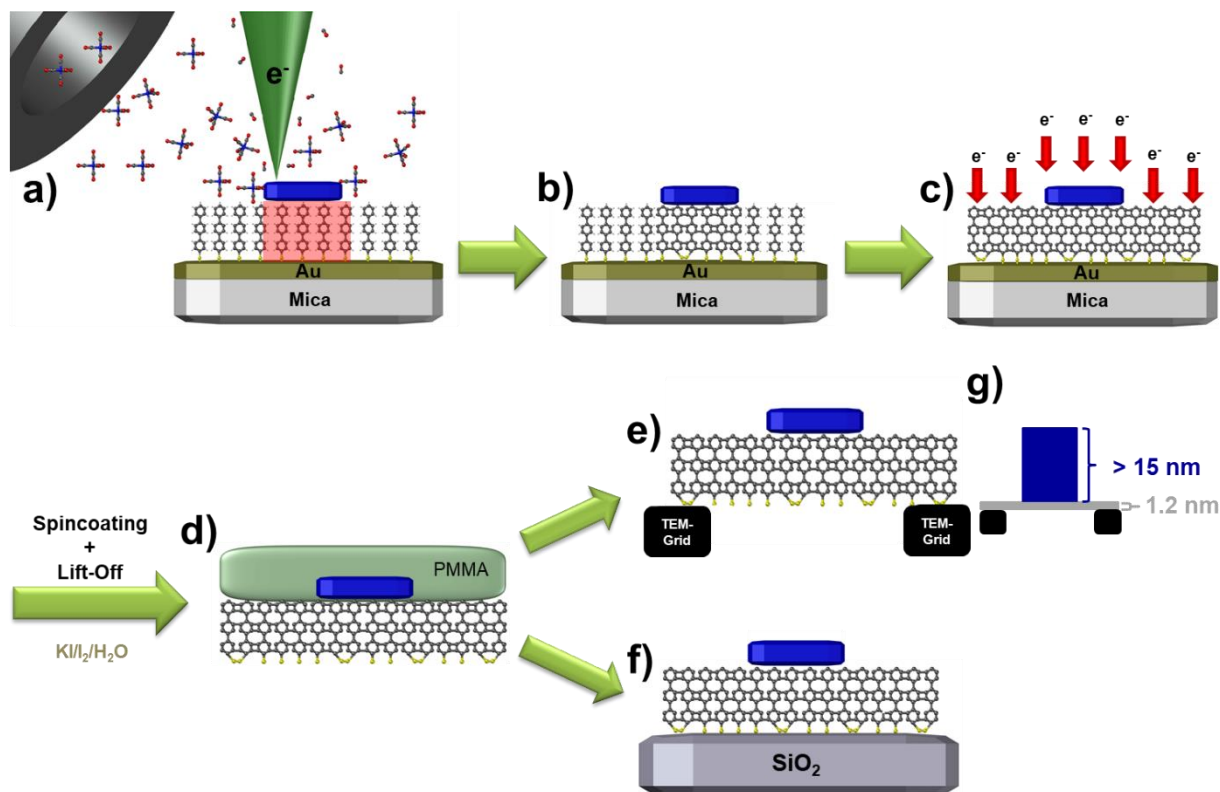 a)
e-
Au
Mica
b)
Au
Mica
c)
e- e- e- e- e- e- e-
Au
Mica
Spincoating
+
Lift-Off
KI/I2/H2O
d)
PMMA
e)
TEM-
Grid
TEM-
Grid
f)
SiO2
g)
> 15 nm
1.2 nm